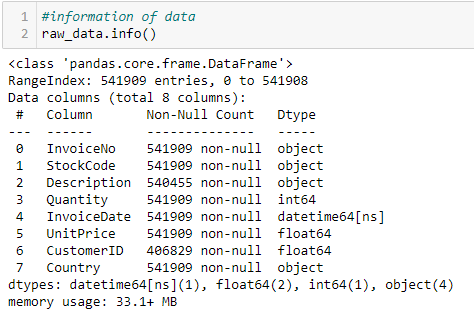 1 #information of data
2 raw_data.info()
<class 'pandas.core.frame.DataFrame'>
RangeIndex: 541909 entries, 0 to 541908
Data columns (total 8 columns):
 #   Column       Non-Null Count   Dtype
---  ------       --------------   -----
 0   InvoiceNo    541909 non-null  object
 1   StockCode    541909 non-null  object
 2   Description  540455 non-null  object
 3   Quantity     541909 non-null  int64
 4   InvoiceDate  541909 non-null  datetime64[ns]
 5   UnitPrice    541909 non-null  float64
 6   CustomerID   406829 non-null  float64
 7   Country      541909 non-null  object
dtypes: datetime64[ns](1), float64(2), int64(1), object(4)
memory usage: 33.1+ MB